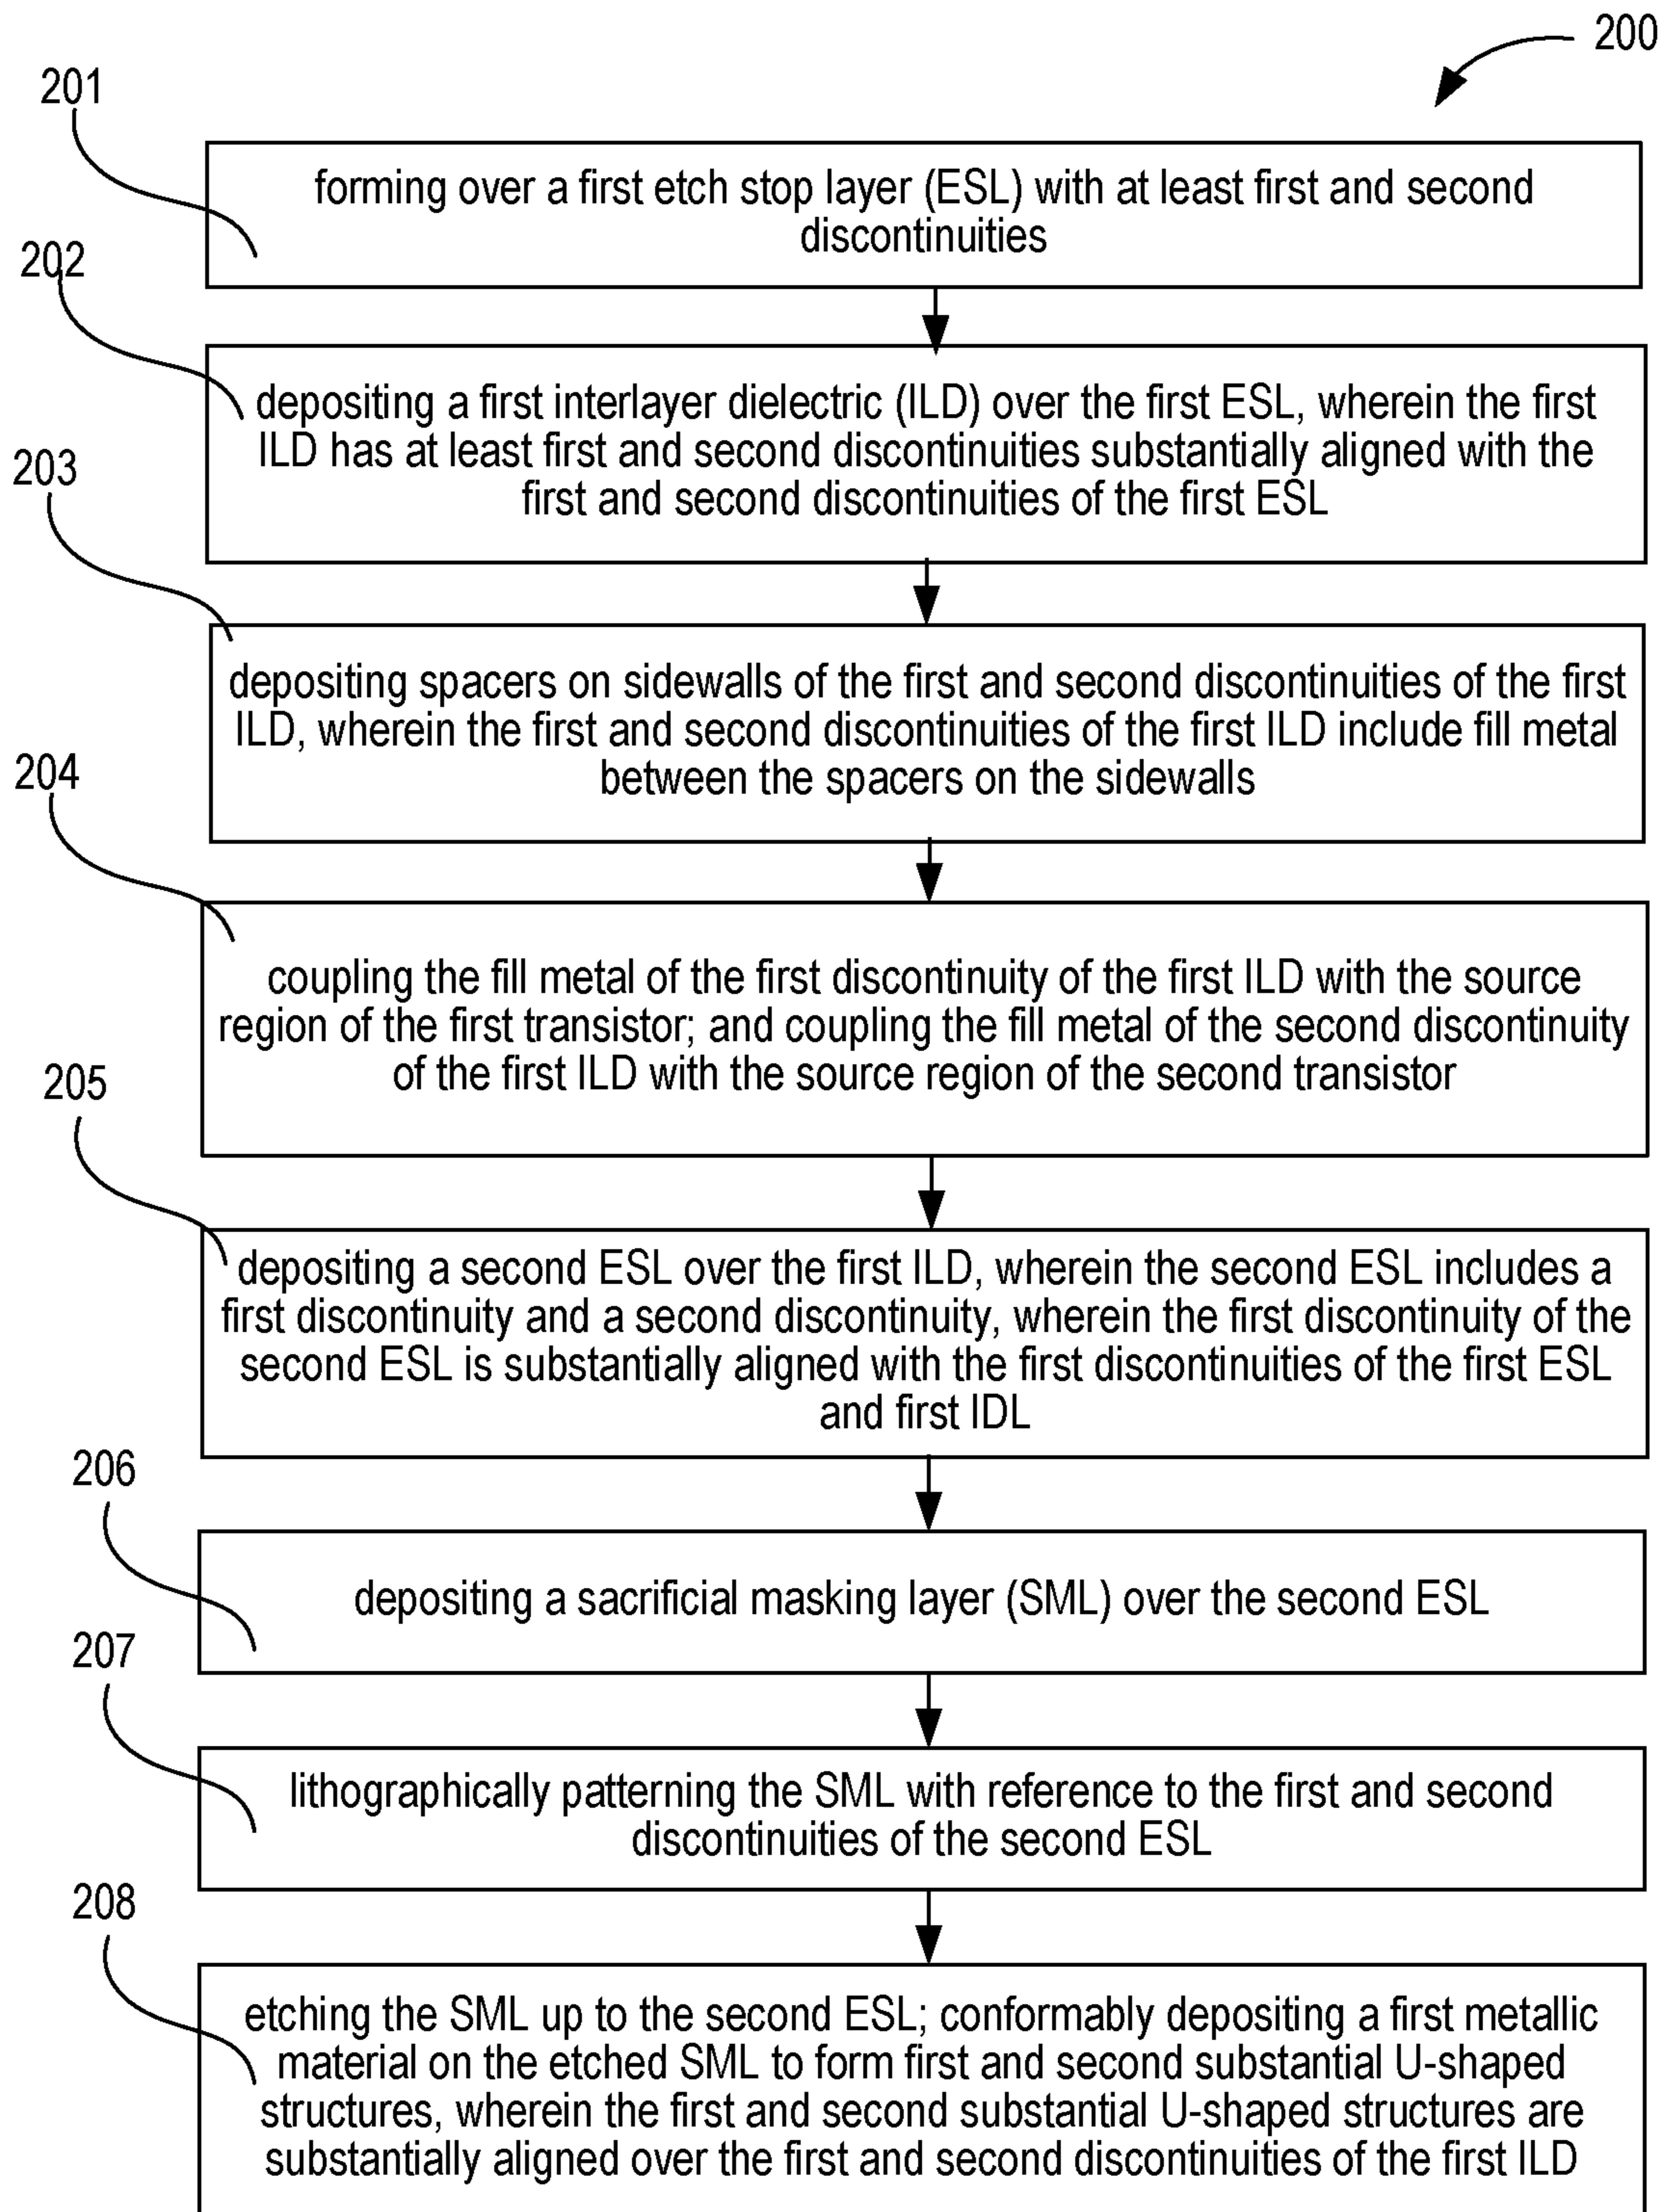 200
201
forming over a first etch stop layer (ESL) with at least first and second
discontinuities
202
depositing a first interlayer dielectric (ILD) over the first ESL, wherein the first
ILD has at least first and second discontinuities substantially aligned with the
first and second discontinuities of the first ESL
203
depositing spacers on sidewalls of the first and second discontinuities of the first
ILD, wherein the first and second discontinuities of the first ILD include fill metal
between the spacers on the sidewalls
204
coupling the fill metal of the first discontinuity of the first ILD with the source
region of the first transistor; and coupling the fill metal of the second discontinuity
of the first ILD with the source region of the second transistor
205
depositing a second ESL over the first ILD, wherein the second ESL includes a
first discontinuity and a second discontinuity, wherein the first discontinuity of the
second ESL is substantially aligned with the first discontinuities of the first ESL
and first IDL
206
depositing a sacrificial masking layer (SML) over the second ESL
207
lithographically patterning the SML with reference to the first and second
discontinuities of the second ESL
208
etching the SML up to the second ESL; conformably depositing a first metallic
material on the etched SML to form first and second substantial U-shaped
structures, wherein the first and second substantial U-shaped structures are
substantially aligned over the first and second discontinuities of the first ILD